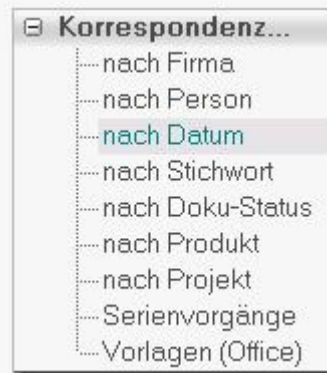 Korrespondenz...
nach Firma
nach Person
nach Datum
nach Stichwort
nach Doku-Status
nach Produkt
nach Projekt
Serienvorgänge
Vorlagen (Office)